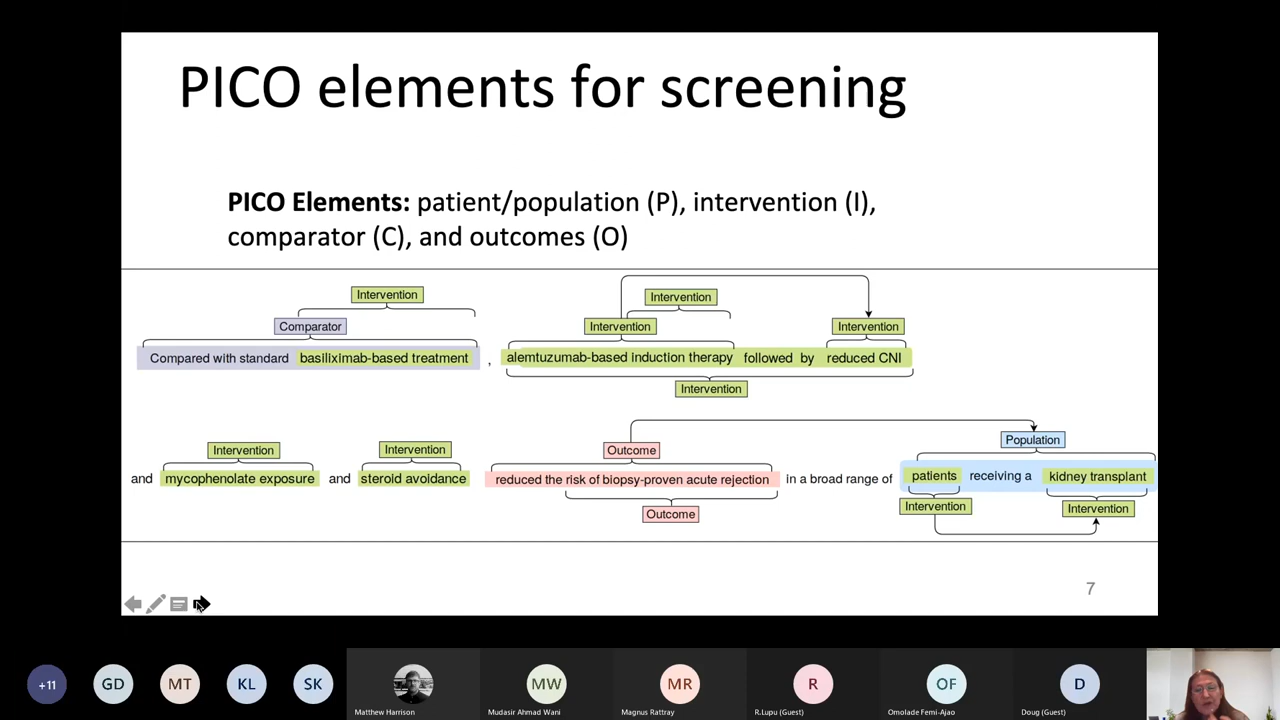 PICO elements for screening
PICO Elements: patient/population (P), intervention (I),
comparator (C), and outcomes (O)
Intervention
Intervention
Comparator
Intervention
Intervention
Compared with standard basiliximab-based treatment , alemtuzumab-based induction therapy followed by reduced CNI
Intervention
Population
Intervention
Intervention
Outcome
and mycophenolate exposure and steroid avoidance reduced the risk of biopsy-proven acute rejection in a broad range of patients receiving a kidney transplant
Intervention
Intervention
Outcome
7
+11
GD
MT
KL
SK
MW
MR
R
OF
D
Matthew Harrison
Mudasir Ahmad Wani
Magnus Rattray
R.Lupu (Guest)
Omolade Femi-Ajao
Doug (Guest)